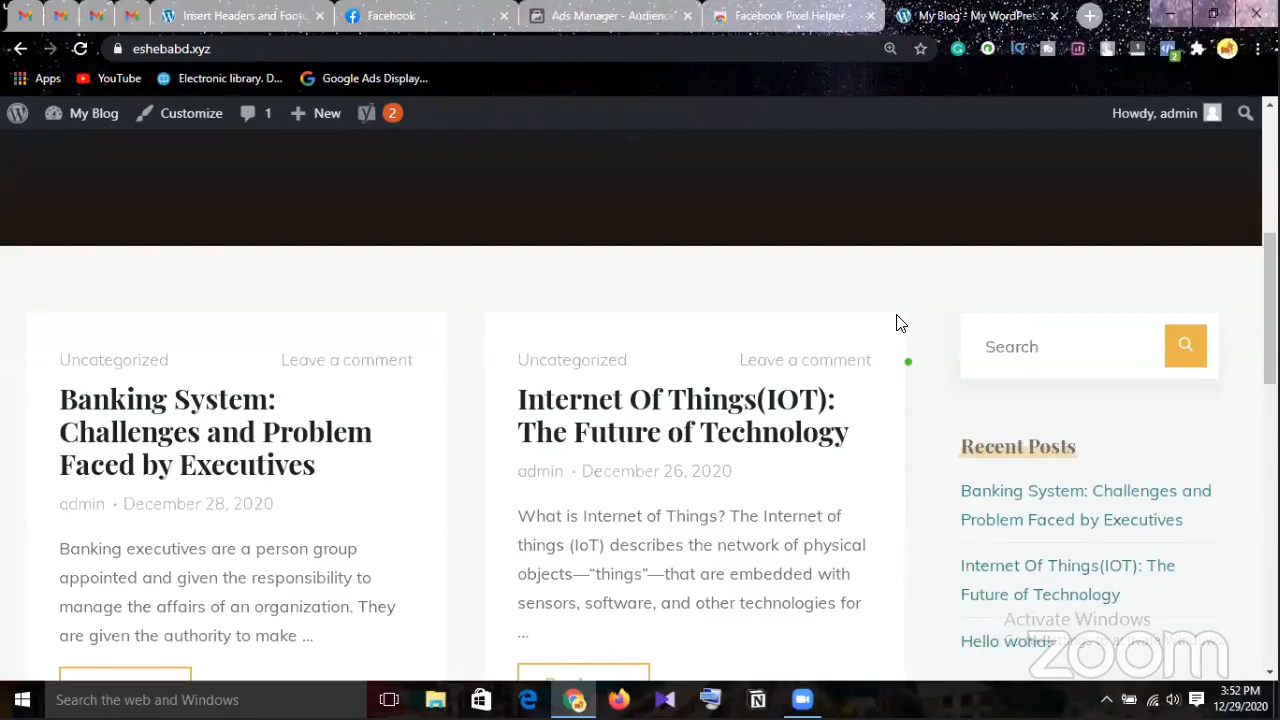 Insert Headers and Foot
Facebook
Ads Manager - Audienc
Facebook Pixel Helper
My Blog - My WordPres
eshebabd.xyz
Apps
YouTube
Electronic library. D...
Google Ads Display...
My Blog
Customize
1
New
2
Howdy, admin
Uncategorized
Leave a comment
Banking System:
Challenges and Problem
Faced by Executives
admin · December 28, 2020
Banking executives are a person group
appointed and given the responsibility to
manage the affairs of an organization. They
are given the authority to make ...
Uncategorized
Leave a comment
Internet Of Things(IOT):
The Future of Technology
admin · December 26, 2020
What is Internet of Things? The Internet of
things (IoT) describes the network of physical
objects—“things”—that are embedded with
sensors, software, and other technologies for
...
Search
Recent Posts
Banking System: Challenges and
Problem Faced by Executives
Internet Of Things(IOT): The
Future of Technology
Hello world!
Activate Windows
zoom
Search the web and Windows
3:52 PM
12/29/2020